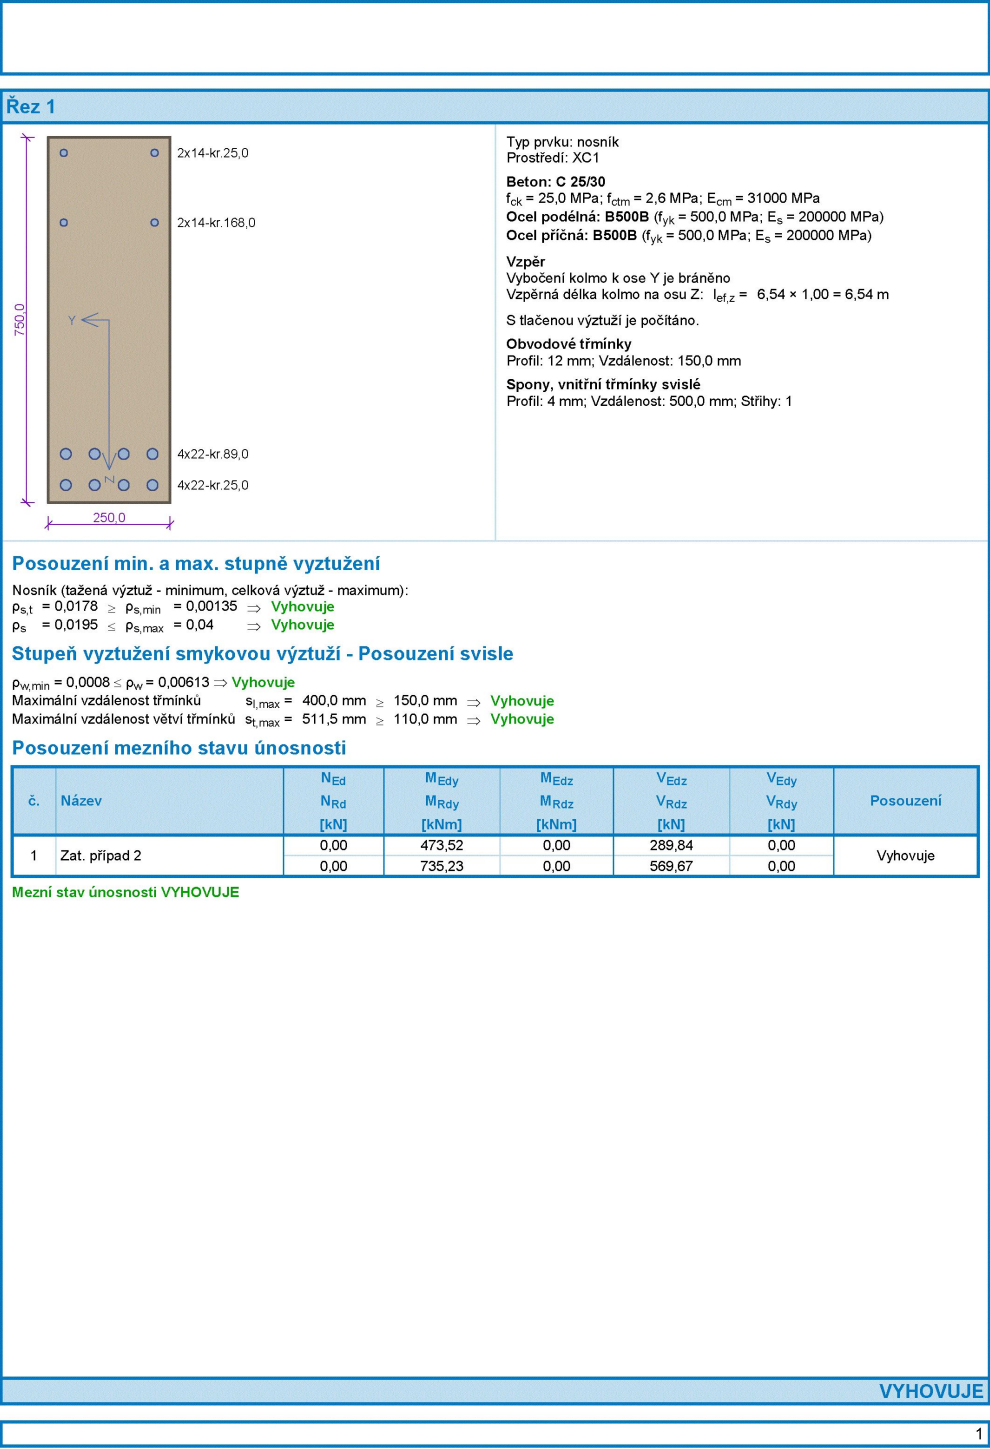 Řez 1
2x14-kr.25,0
2x14-kr.168,0
750,0
Y
Z
4x22-kr.89,0
4x22-kr.25,0
250,0
Typ prvku: nosník
Prostředí: XC1
Beton: C 25/30
fck = 25,0 MPa; fctm = 2,6 MPa; Ecm = 31000 MPa
Ocel podélná: B500B (fyk = 500,0 MPa; Es = 200000 MPa)
Ocel příčná: B500B (fyk = 500,0 MPa; Es = 200000 MPa)
Vzpěr
Vybočení kolmo k ose Y je bráněno
Vzpěrná délka kolmo na osu Z: lef,z = 6,54 × 1,00 = 6,54 m
S tlačenou výztuží je počítáno.
Obvodové třmínky
Profil: 12 mm; Vzdálenost: 150,0 mm
Spony, vnitřní třmínky svislé
Profil: 4 mm; Vzdálenost: 500,0 mm; Střihy: 1
Posouzení min. a max. stupně vyztužení
Nosník (tažená výztuž - minimum, celková výztuž - maximum):
ρs,t = 0,0178 ≥ ρs,min = 0,00135 ⇒ Vyhovuje
ρs = 0,0195 ≤ ρs,max = 0,04 ⇒ Vyhovuje
Stupeň vyztužení smykovou výztuží - Posouzení svisle
ρw,min = 0,0008 ≤ ρw = 0,00613 ⇒ Vyhovuje
Maximální vzdálenost třmínků sl,max = 400,0 mm ≥ 150,0 mm ⇒ Vyhovuje
Maximální vzdálenost větví třmínků st,max = 511,5 mm ≥ 110,0 mm ⇒ Vyhovuje
Posouzení mezního stavu únosnosti
NEd MEdy MEdz VEdz VEdy
č. Název NRd MRdy MRdz VRdz VRdy Posouzení
[kN] [kNm] [kNm] [kN] [kN]
0,00 473,52 0,00 289,84 0,00
1 Zat. případ 2 Vyhovuje
0,00 735,23 0,00 569,67 0,00
Mezní stav únosnosti VYHOVUJE
VYHOVUJE
1